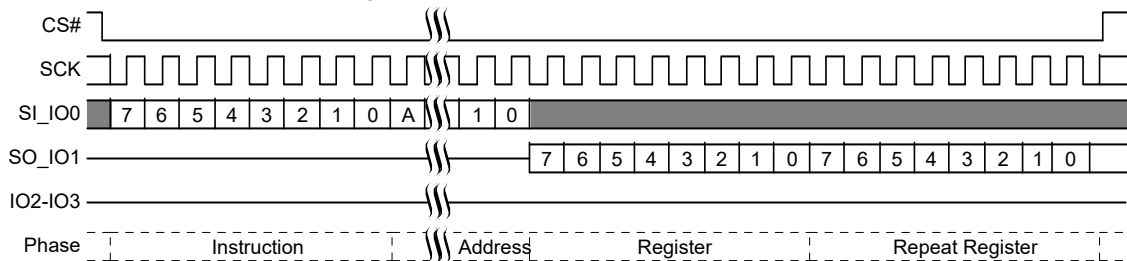 CS#
SCK
SI_IO0 7 6 5 4 3 2 1 0 A 1 0
SO_IO1 7 6 5 4 3 2 1 0 7 6 5 4 3 2 1 0
IO2-IO3
Phase Instruction Address Register Repeat Register